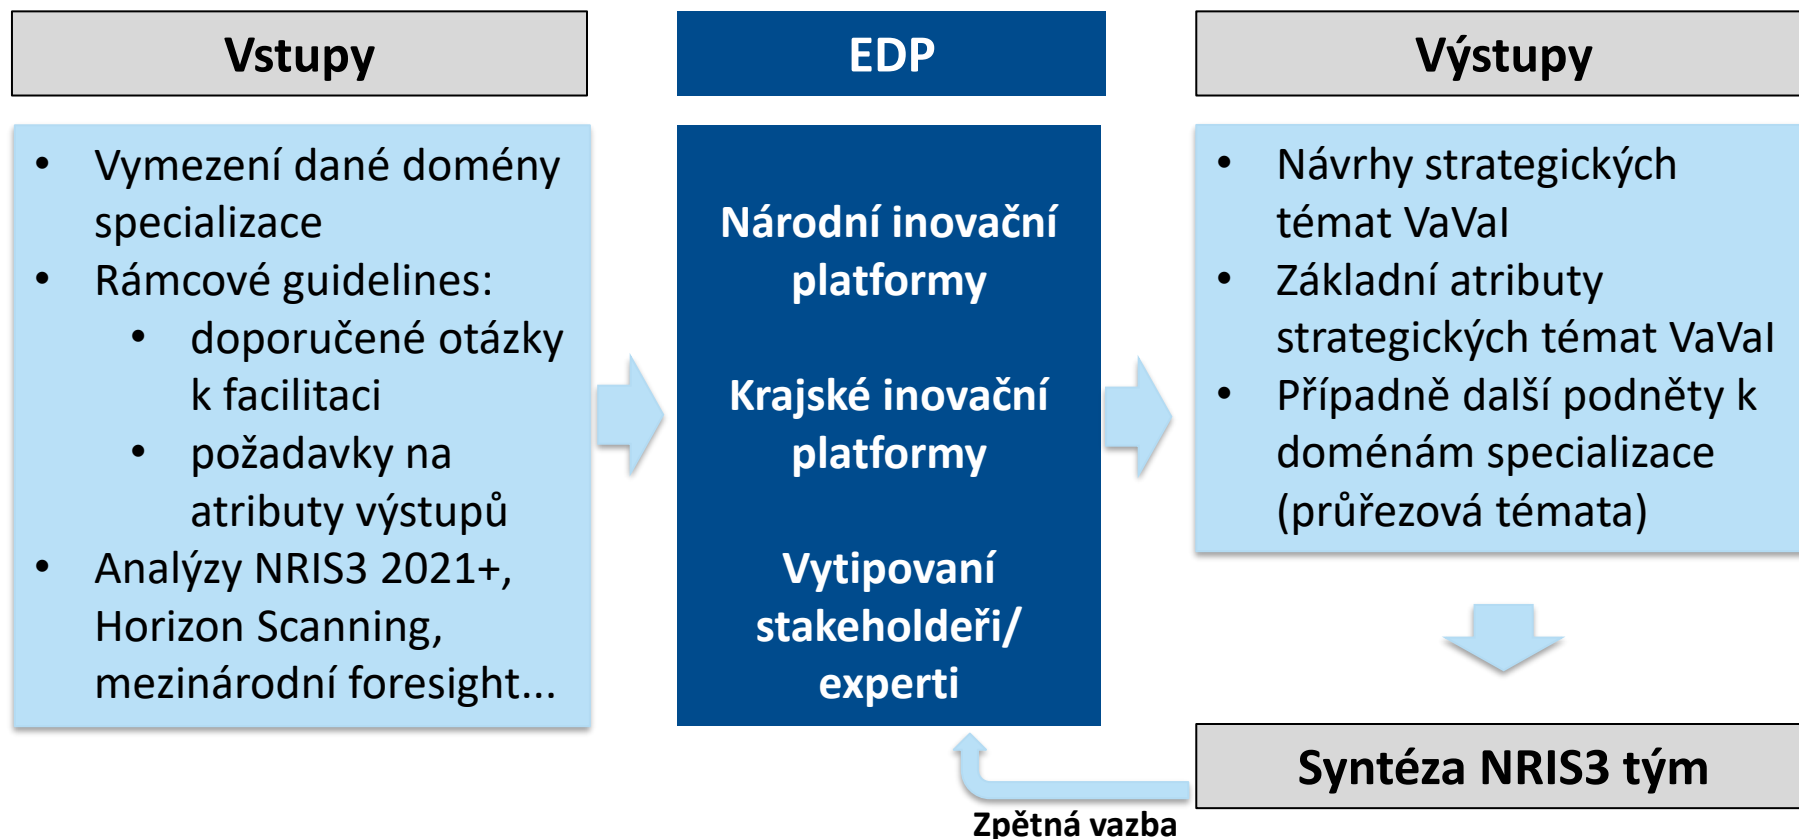 Vstupy
• Vymezení dané domény
specializace
• Rámcové guidelines:
• doporučené otázky
k facilitaci
• požadavky na
atributy výstupů
• Analýzy NRIS3 2021+,
Horizon Scanning,
mezinárodní foresight...
EDP
Národní inovační
platformy
Krajské inovační
platformy
Vytipovaní
stakeholdeři/
experti
Výstupy
• Návrhy strategických
témat VaVaI
• Základní atributy
strategických témat VaVaI
• Případně další podněty k
doménám specializace
(průřezová témata)
Syntéza NRIS3 tým
Zpětná vazba